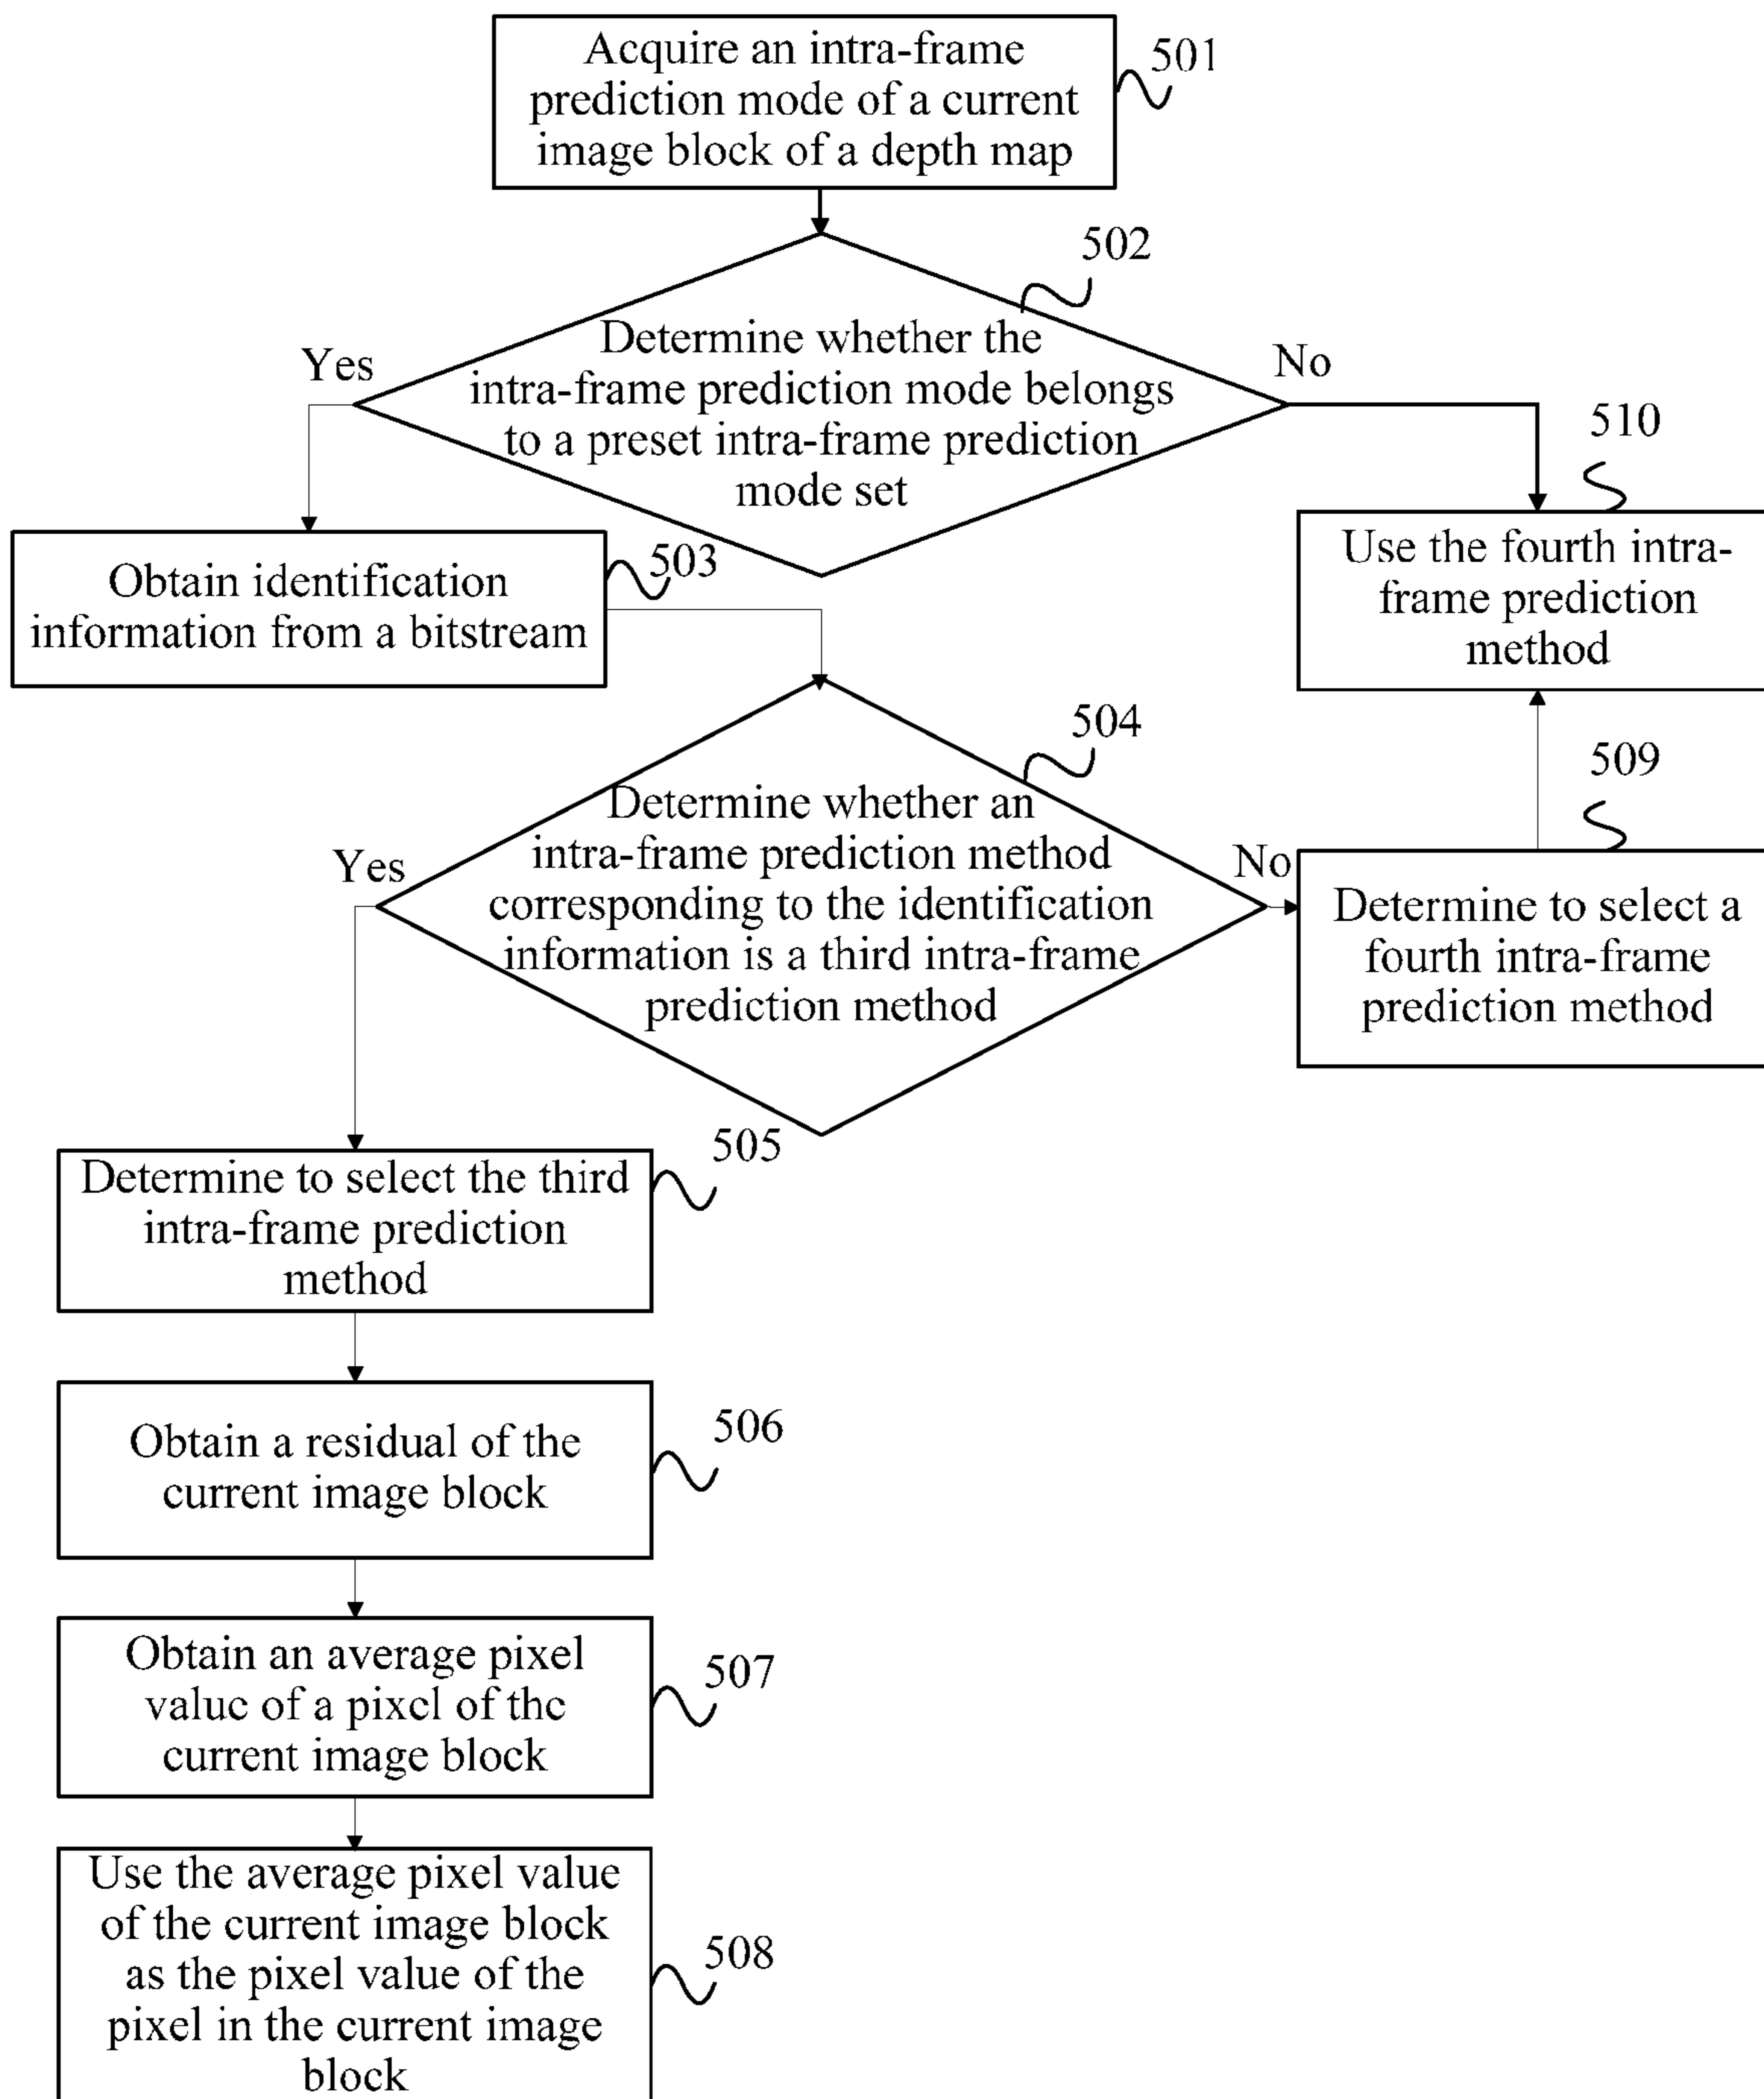 Acquire an intra-frame
prediction mode of a current
image block of a depth map
501
502
Determine whether the
intra-frame prediction mode belongs
to a preset intra-frame prediction
mode set
Yes
No
510
Obtain identification
information from a bitstream
503
Use the fourth intra-
frame prediction
method
504
Determine whether an
intra-frame prediction method
corresponding to the identification
information is a third intra-frame
prediction method
Yes
No
509
Determine to select a
fourth intra-frame
prediction method
505
Determine to select the third
intra-frame prediction
method
Obtain a residual of the
current image block
506
Obtain an average pixel
value of a pixel of the
current image block
507
Use the average pixel value
of the current image block
as the pixel value of the
pixel in the current image
block
508